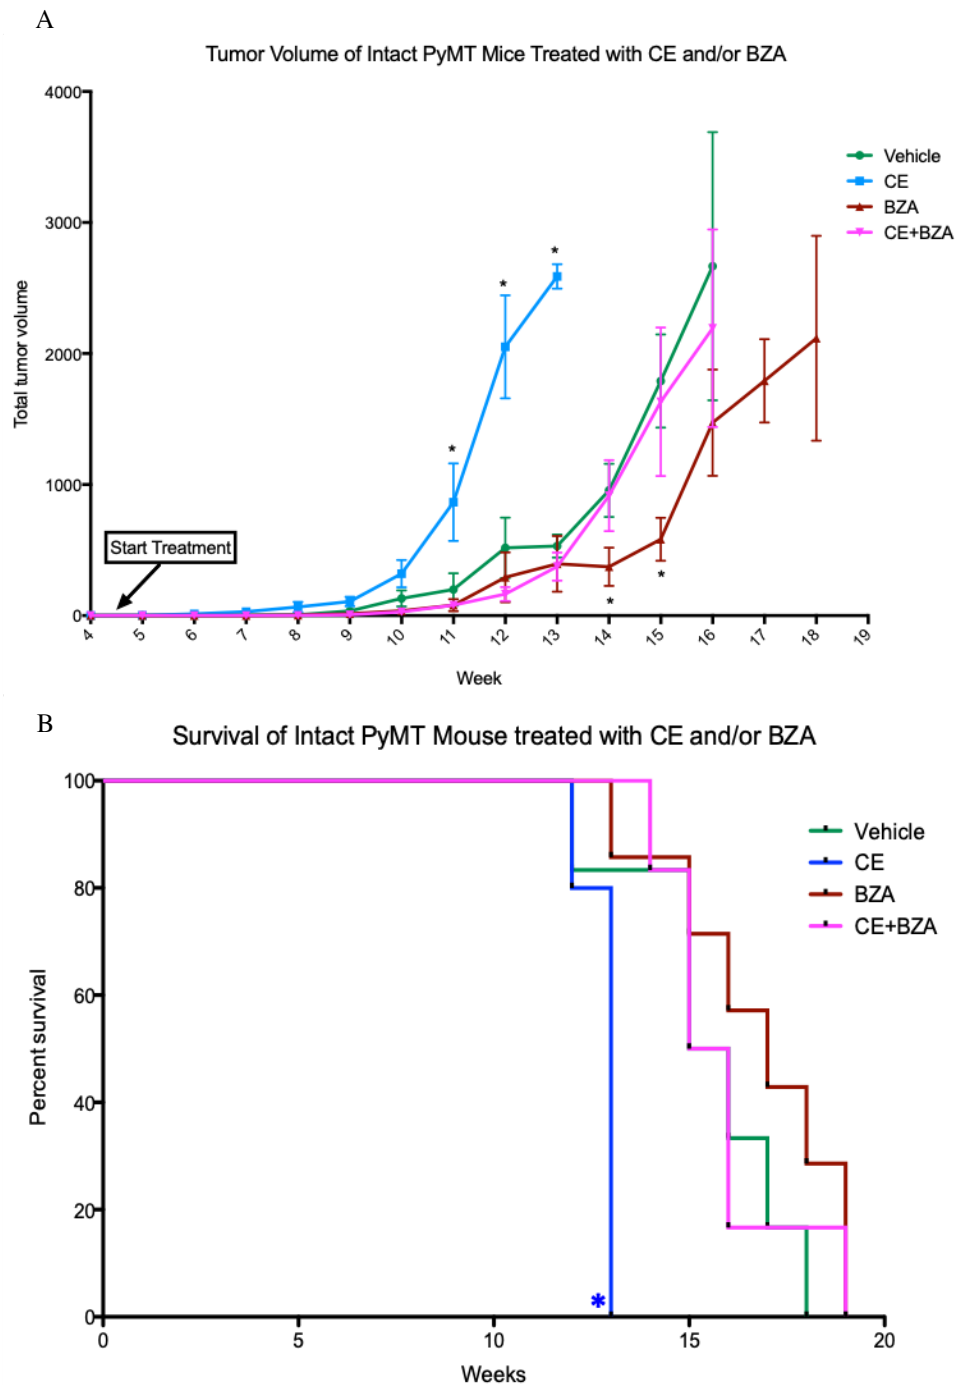 A
Tumor Volume of Intact PyMT Mice Treated with CE and/or BZA
4000
3000
2000
1000
0
Total tumor volume
Vehicle
CE
BZA
CE+BZA
* * *
Start Treatment
* *
4 5 6 7 8 9 10 11 12 13 14 15 16 17 18 19
Week
B
Survival of Intact PyMT Mouse treated with CE and/or BZA
100
80
60
40
20
0
Percent survival
Vehicle
CE
BZA
CE+BZA
*
0 5 10 15 20
Weeks